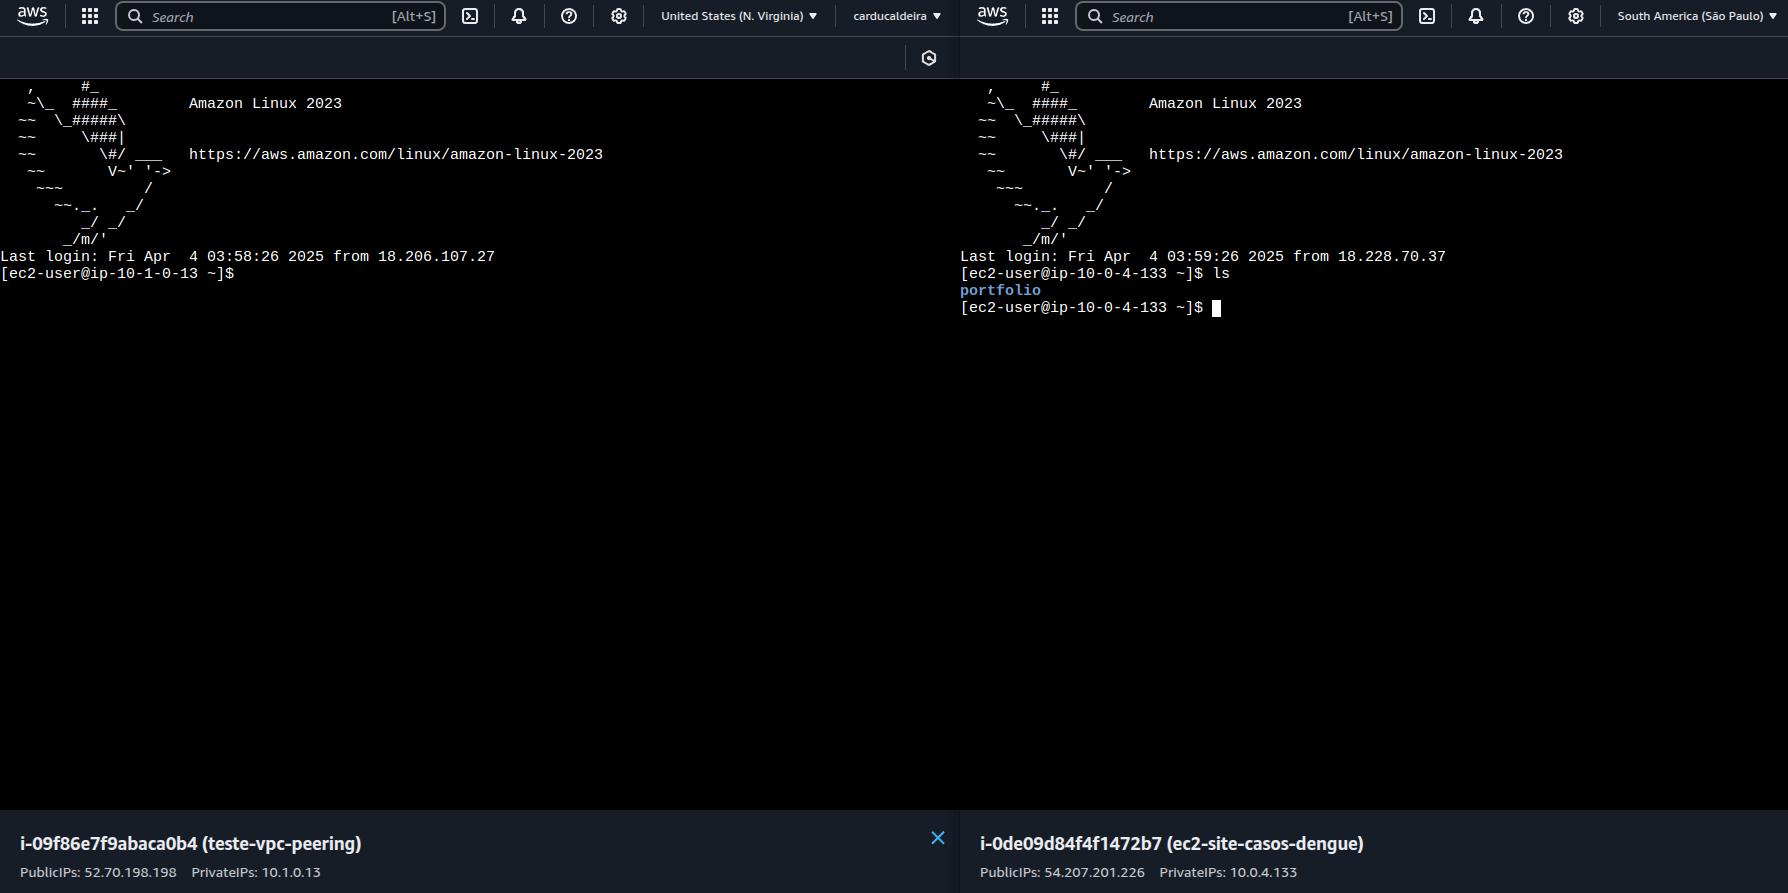 aws Search [Alt+S] United States (N. Virginia) ▼ carducaldeira ▼
   ,     #_
   ~\_  ####_        Amazon Linux 2023
  ~~  \_#####\
  ~~     \###|
  ~~       \#/ ___   https://aws.amazon.com/linux/amazon-linux-2023
   ~~       V~' '->
    ~~~         /
      ~~._.   _/
         _/ _/
       _/m/'
Last login: Fri Apr  4 03:58:26 2025 from 18.206.107.27
[ec2-user@ip-10-1-0-13 ~]$
i-09f86e7f9abaca0b4 (teste-vpc-peering)
PublicIPs: 52.70.198.198 PrivateIPs: 10.1.0.13
aws Search [Alt+S] South America (São Paulo) ▼
   ,     #_
   ~\_  ####_        Amazon Linux 2023
  ~~  \_#####\
  ~~     \###|
  ~~       \#/ ___   https://aws.amazon.com/linux/amazon-linux-2023
   ~~       V~' '->
    ~~~         /
      ~~._.   _/
         _/ _/
       _/m/'
Last login: Fri Apr  4 03:59:26 2025 from 18.228.70.37
[ec2-user@ip-10-0-4-133 ~]$ ls
portfolio
[ec2-user@ip-10-0-4-133 ~]$
i-0de09d84f4f1472b7 (ec2-site-casos-dengue)
PublicIPs: 54.207.201.226 PrivateIPs: 10.0.4.133